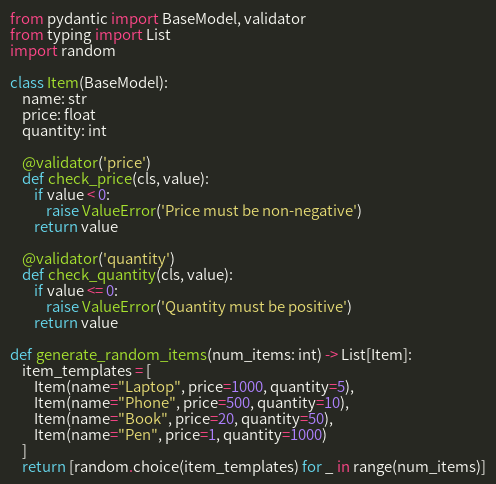 from pydantic import BaseModel, validator
from typing import List
import random

class Item(BaseModel):
    name: str
    price: float
    quantity: int

    @validator('price')
    def check_price(cls, value):
        if value < 0:
            raise ValueError('Price must be non-negative')
        return value

    @validator('quantity')
    def check_quantity(cls, value):
        if value <= 0:
            raise ValueError('Quantity must be positive')
        return value

def generate_random_items(num_items: int) -> List[Item]:
    item_templates = [
        Item(name="Laptop", price=1000, quantity=5),
        Item(name="Phone", price=500, quantity=10),
        Item(name="Book", price=20, quantity=50),
        Item(name="Pen", price=1, quantity=1000)
    ]
    return [random.choice(item_templates) for _ in range(num_items)]